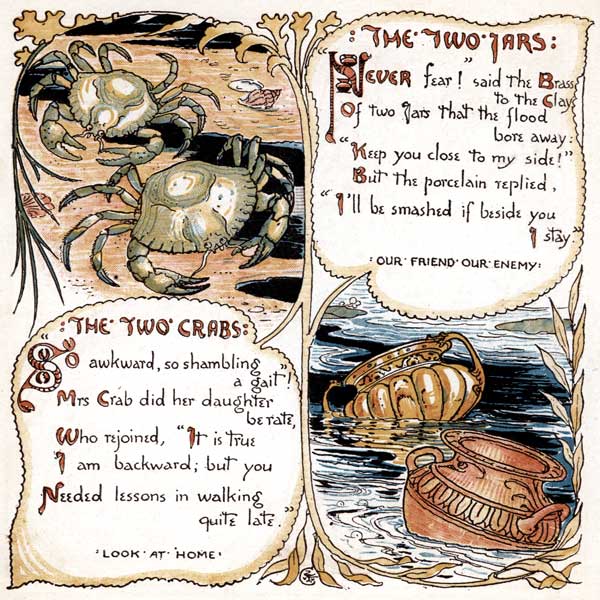 :THE·TWO·CRABS:
"So awkward, so shambling
a gait"!
Mrs Crab did her daughter
berate,
Who rejoined, "It is true
I am backward; but you
Needed lessons in walking
quite late."
·LOOK·AT·HOME·
:THE·TWO·JARS:
"Never fear!" said the Brass
to the Clay
Of two Jars that the flood
bore away:
"Keep you close to my side!"
But the porcelain replied,
"I'll be smashed if beside you
I stay"
·OUR·FRIEND·OUR·ENEMY·